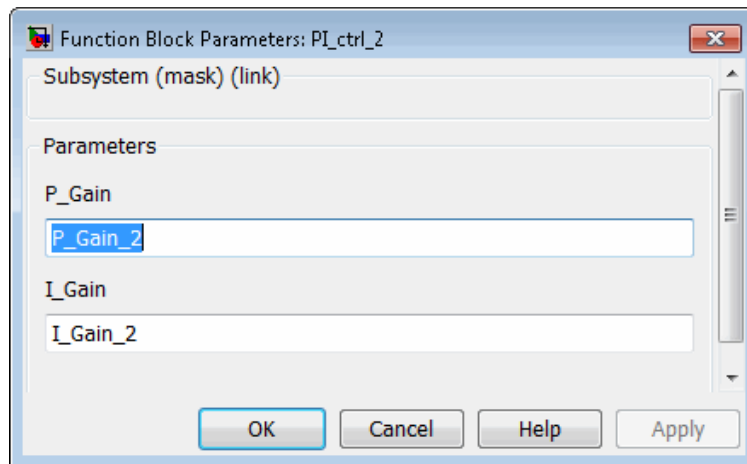 Function Block Parameters: PI_ctrl_2
Subsystem (mask) (link)
Parameters
P_Gain
P_Gain_2
I_Gain
I_Gain_2
OK Cancel Help Apply